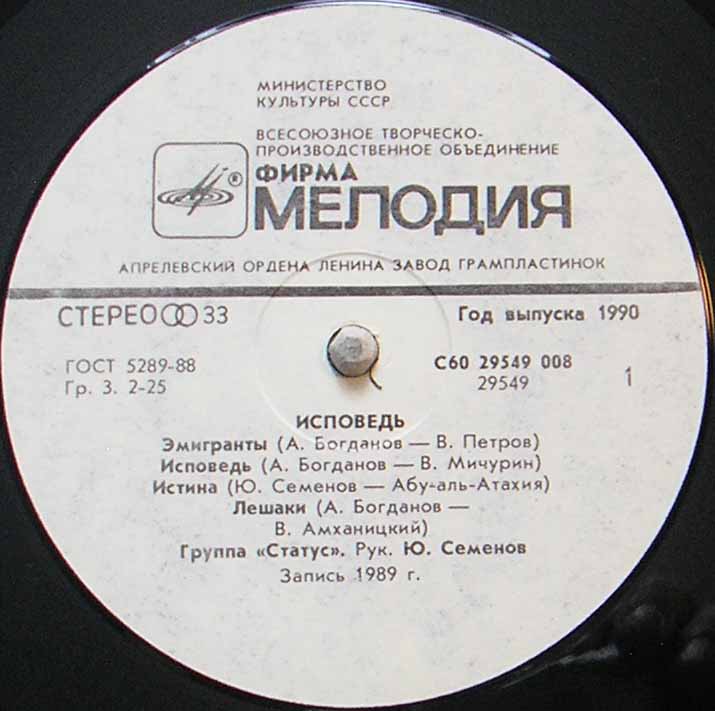 МИНИСТЕРСТВО
КУЛЬТУРЫ СССР
ВСЕСОЮЗНОЕ ТВОРЧЕСКО-
ПРОИЗВОДСТВЕННОЕ ОБЪЕДИНЕНИЕ
®
ФИРМА
МЕЛОДИЯ
АПРЕЛЕВСКИЙ ОРДЕНА ЛЕНИНА ЗАВОД ГРАМПЛАСТИНОК
СТЕРЕО 33
Год выпуска 1990
ГОСТ 5289-88
Гр. 3. 2-25
С60 29549 008
29549
1
ИСПОВЕДЬ
Эмигранты (А. Богданов — В. Петров)
Исповедь (А. Богданов — В. Мичурин)
Истина (Ю. Семенов — Абу-аль-Атахия)
Лешаки (А. Богданов —
В. Амханицкий)
Группа «Статус». Рук. Ю. Семенов
Запись 1989 г.